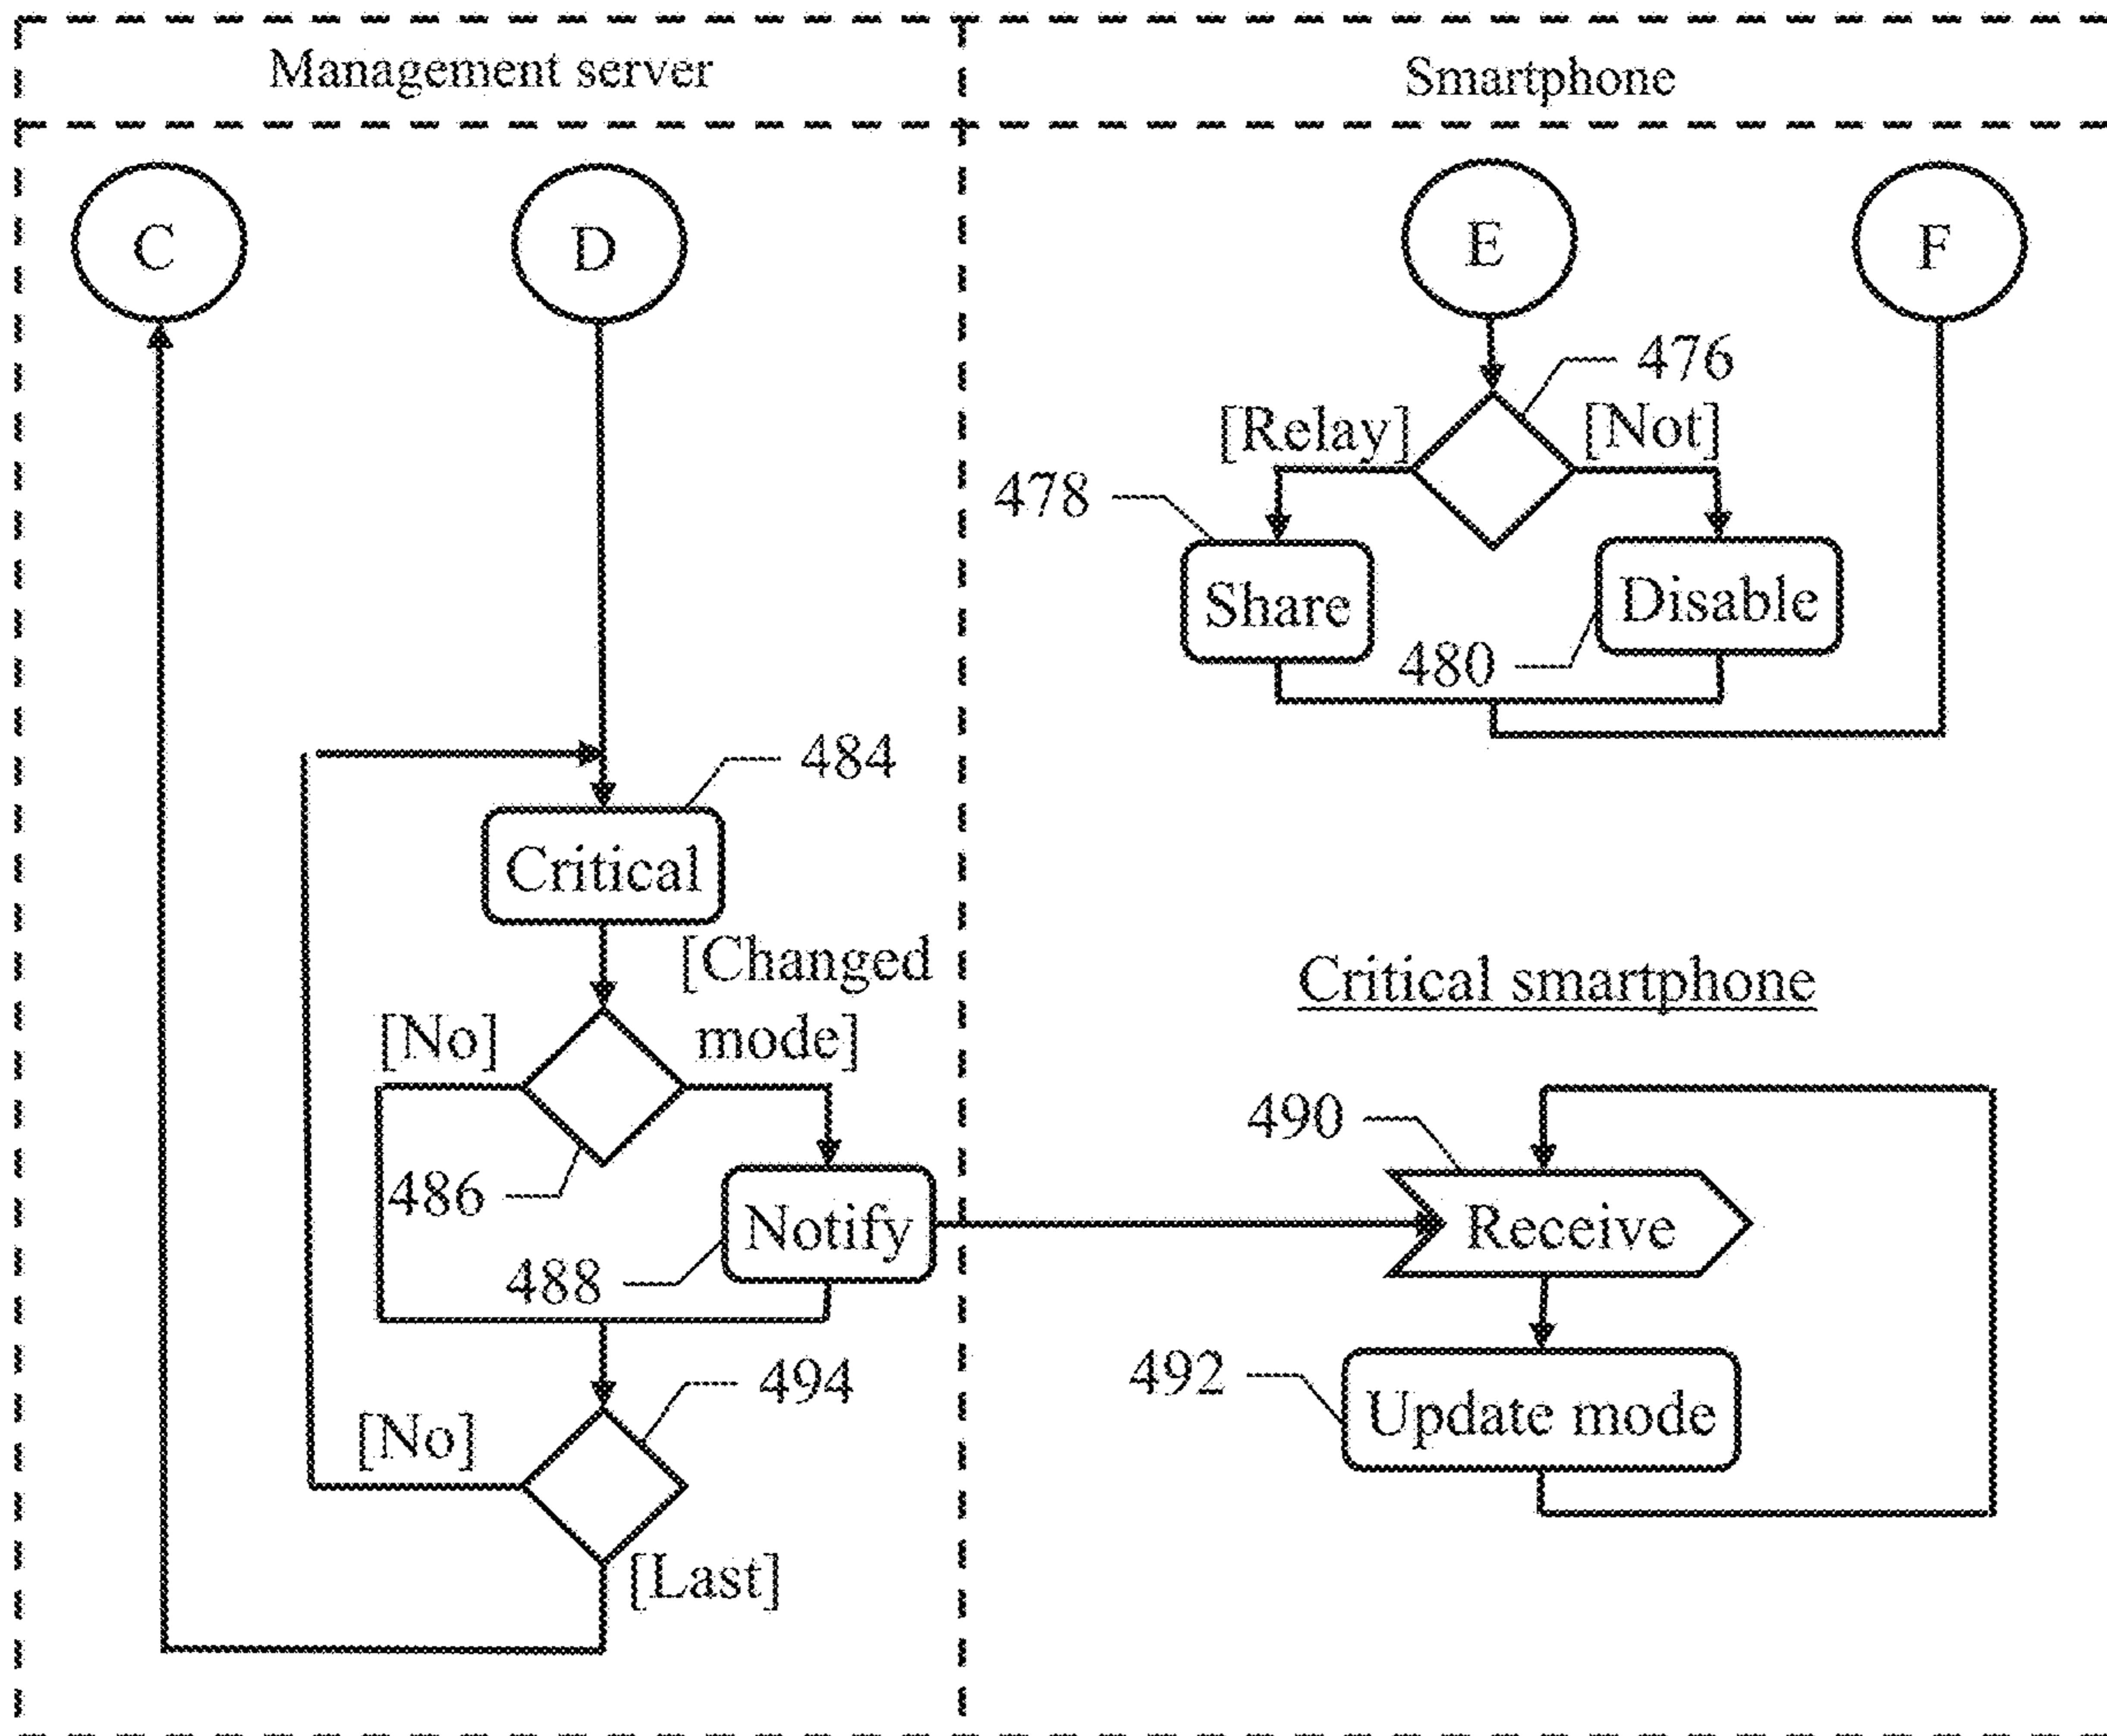 Management server
Smartphone
C
D
E
F
476
[Relay]
[Not]
478
Share
Disable
480
484
Critical
[Changed
mode]
[No]
486
Notify
488
494
[No]
[Last]
Critical smartphone
490
Receive
492
Update mode